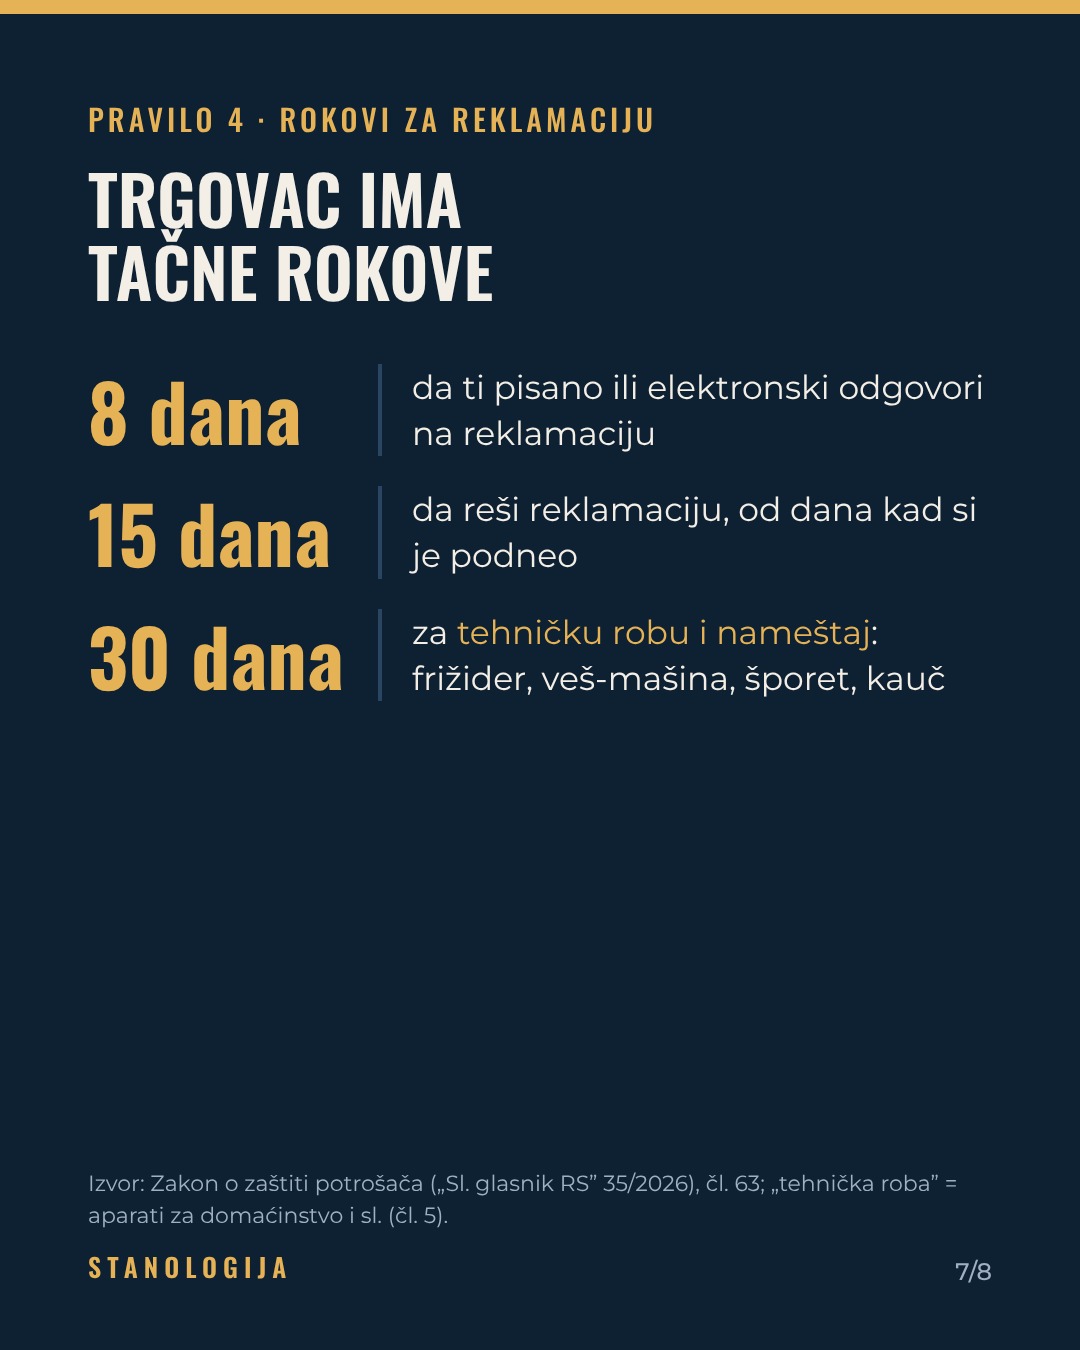 PRAVILO 4 · ROKOVI ZA REKLAMACIJU
TRGOVAC IMA
TAČNE ROKOVE
8 dana
da ti pisano ili elektronski odgovori
na reklamaciju
15 dana
da reši reklamaciju, od dana kad si
je podneo
30 dana
za tehničku robu i nameštaj:
frižider, veš-mašina, šporet, kauč
Izvor: Zakon o zaštiti potrošača („Sl. glasnik RS” 35/2026), čl. 63; „tehnička roba” =
aparati za domaćinstvo i sl. (čl. 5).
STANOLOGIJA
7/8